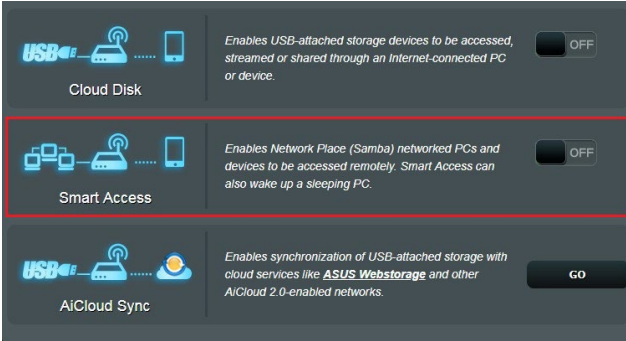 USB
Enables USB-attached storage devices to be accessed,
streamed or shared through an Internet-connected PC
or device.
OFF
Cloud Disk
Enables Network Place (Samba) networked PCs and
devices to be accessed remotely. Smart Access can
also wake up a sleeping PC.
OFF
Smart Access
USB
Enables synchronization of USB-attached storage with
cloud services like ASUS Webstorage and other
AiCloud 2.0-enabled networks.
GO
AiCloud Sync